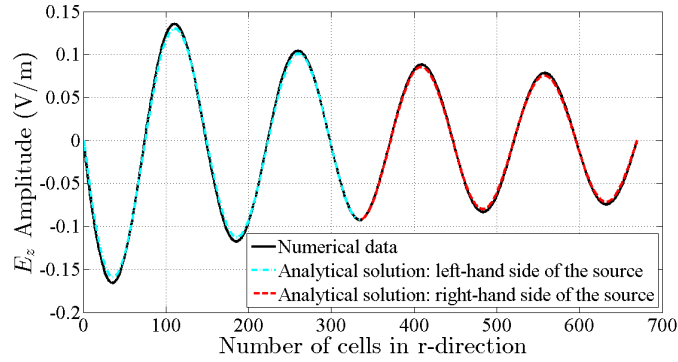 0.15
0.1
0.05
0
-0.05
-0.1
-0.15
-0.2
E_z Amplitude (V/m)
Numerical data
Analytical solution: left-hand side of the source
Analytical solution: right-hand side of the source
0 100 200 300 400 500 600 700
Number of cells in r-direction